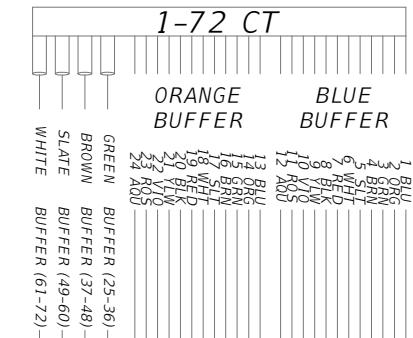 1-72 CT
ORANGE
BUFFER
BLUE
BUFFER
WHITE BUFFER (61-72)
SLATE BUFFER (49-60)
BROWN BUFFER (37-48)
GREEN BUFFER (25-36)
24 AQU
23 ROS
22 VIO
21 YLW
20 BLK
19 RED
18 WHT
17 SLT
16 BRN
15 GRN
14 ORG
13 BLU
12 AQU
11 ROS
10 VIO
9 YLW
8 BLK
7 RED
6 WHT
5 SLT
4 BRN
3 GRN
2 ORG
1 BLU